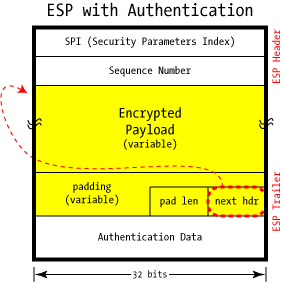 ESP with Authentication
SPI (Security Parameters Index)
ESP Header
Sequence Number
Encrypted
Payload
(variable)
padding
(variable)
pad len
next hdr
ESP Trailer
Authentication Data
32 bits